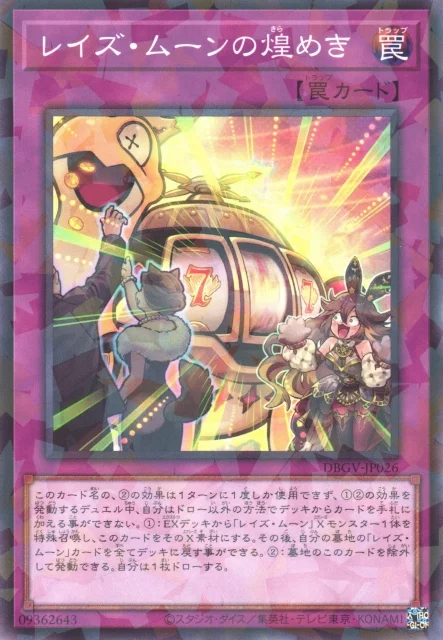 レイズ・ムーンの煌めき 罠
【罠カード】
7 7
DBGV-JP026
このカード名の、②の効果は1ターンに1度しか使用できず、①②の効果を
発動するデュエル中、自分はドロー以外の方法でデッキからカードを手札に
加える事ができない。①：EXデッキから「レイズ・ムーン」Xモンスター1体を
特殊召喚し、このカードをそのX素材にする。その後、自分の墓地の「レイズ・
ムーン」カードを全てデッキに戻す事ができる。②：墓地のこのカードを除外
して発動できる。自分は1枚ドローする。
09362643 ©スタジオ・ダイス／集英社・テレビ東京・KONAMI